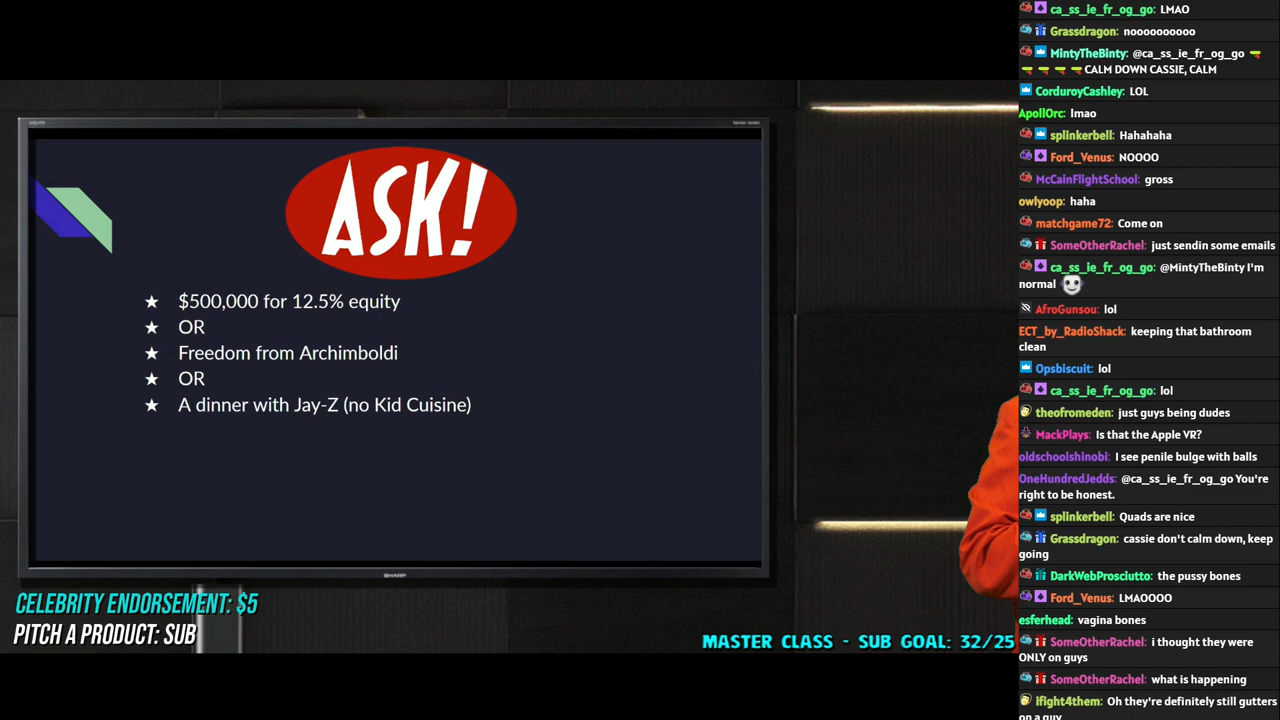 ASK!
$500,000 for 12.5% equity
OR
Freedom from Archimboldi
OR
A dinner with Jay-Z (no Kid Cuisine)
SHARP
CELEBRITY ENDORSEMENT: $5
PITCH A PRODUCT: SUB
MASTER CLASS - SUB GOAL: 32/25
ca_ss_ie_fr_og_go: LMAO
Grassdragon: noooooooooo
MintyTheBinty: @ca_ss_ie_fr_og_go
CALM DOWN CASSIE, CALM
CorduroyCashley: LOL
ApollOrc: lmao
splinkerbell: Hahahaha
Ford_Venus: NOOOO
McCainFlightSchool: gross
owlyoop: haha
matchgame72: Come on
SomeOtherRachel: just sendin some emails
ca_ss_ie_fr_og_go: @MintyTheBinty I'm
normal
AfroGunsou: lol
ECT_by_RadioShack: keeping that bathroom
clean
Opsbiscuit: lol
ca_ss_ie_fr_og_go: lol
theofromeden: just guys being dudes
MackPlays: Is that the Apple VR?
oldschoolshinobi: I see penile bulge with balls
OneHundredJedds: @ca_ss_ie_fr_og_go You're
right to be honest.
splinkerbell: Quads are nice
Grassdragon: cassie don't calm down, keep
going
DarkWebProsciutto: the pussy bones
Ford_Venus: LMAOOOO
esferhead: vagina bones
SomeOtherRachel: i thought they were
ONLY on guys
SomeOtherRachel: what is happening
ifight4them: Oh they're definitely still gutters
on a guy